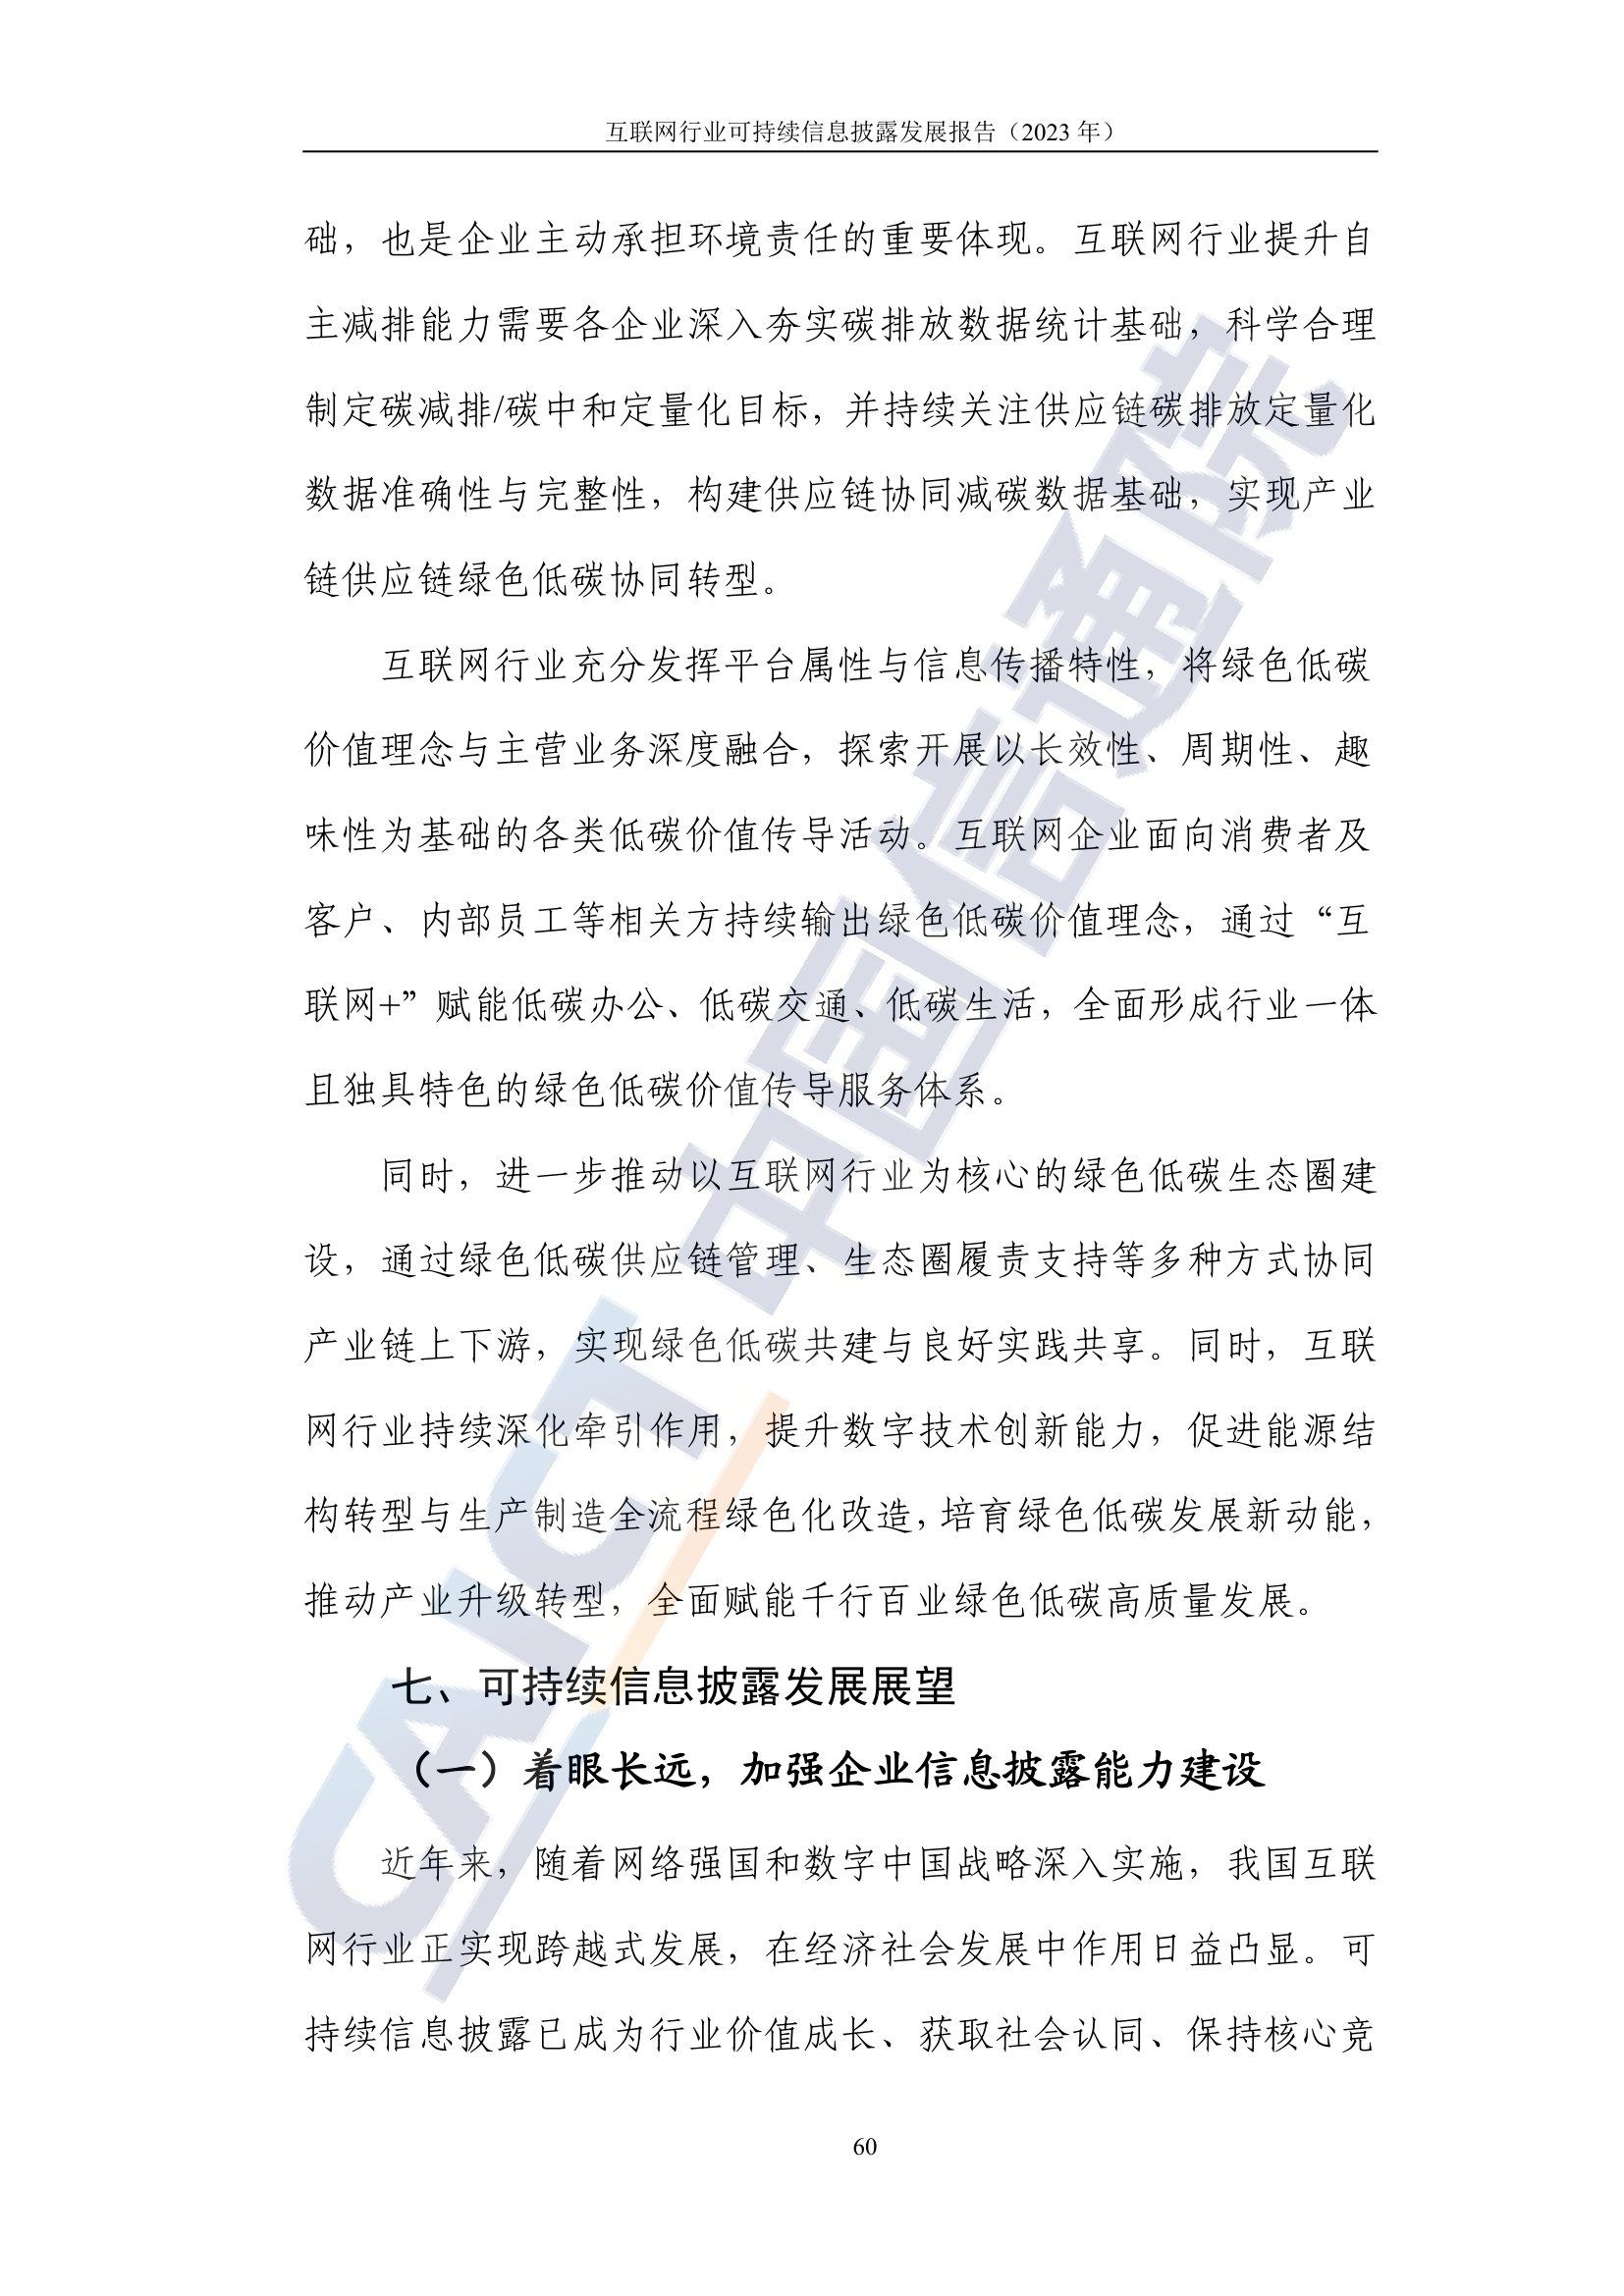 互联网行业可持续信息披露发展报告（2023 年）
础，也是企业主动承担环境责任的重要体现。互联网行业提升自
主减排能力需要各企业深入夯实碳排放数据统计基础，科学合理
制定碳减排/碳中和定量化目标，并持续关注供应链碳排放定量化
数据准确性与完整性，构建供应链协同减碳数据基础，实现产业
链供应链绿色低碳协同转型。
互联网行业充分发挥平台属性与信息传播特性，将绿色低碳
价值理念与主营业务深度融合，探索开展以长效性、周期性、趣
味性为基础的各类低碳价值传导活动。互联网企业面向消费者及
客户、内部员工等相关方持续输出绿色低碳价值理念，通过“互
联网+”赋能低碳办公、低碳交通、低碳生活，全面形成行业一体
且独具特色的绿色低碳价值传导服务体系。
同时，进一步推动以互联网行业为核心的绿色低碳生态圈建
设，通过绿色低碳供应链管理、生态圈履责支持等多种方式协同
产业链上下游，实现绿色低碳共建与良好实践共享。同时，互联
网行业持续深化牵引作用，提升数字技术创新能力，促进能源结
构转型与生产制造全流程绿色化改造，培育绿色低碳发展新动能，
推动产业升级转型，全面赋能千行百业绿色低碳高质量发展。
七、可持续信息披露发展展望
（一）着眼长远，加强企业信息披露能力建设
近年来，随着网络强国和数字中国战略深入实施，我国互联
网行业正实现跨越式发展，在经济社会发展中作用日益凸显。可
持续信息披露已成为行业价值成长、获取社会认同、保持核心竞
60
CAICT 中国信通院